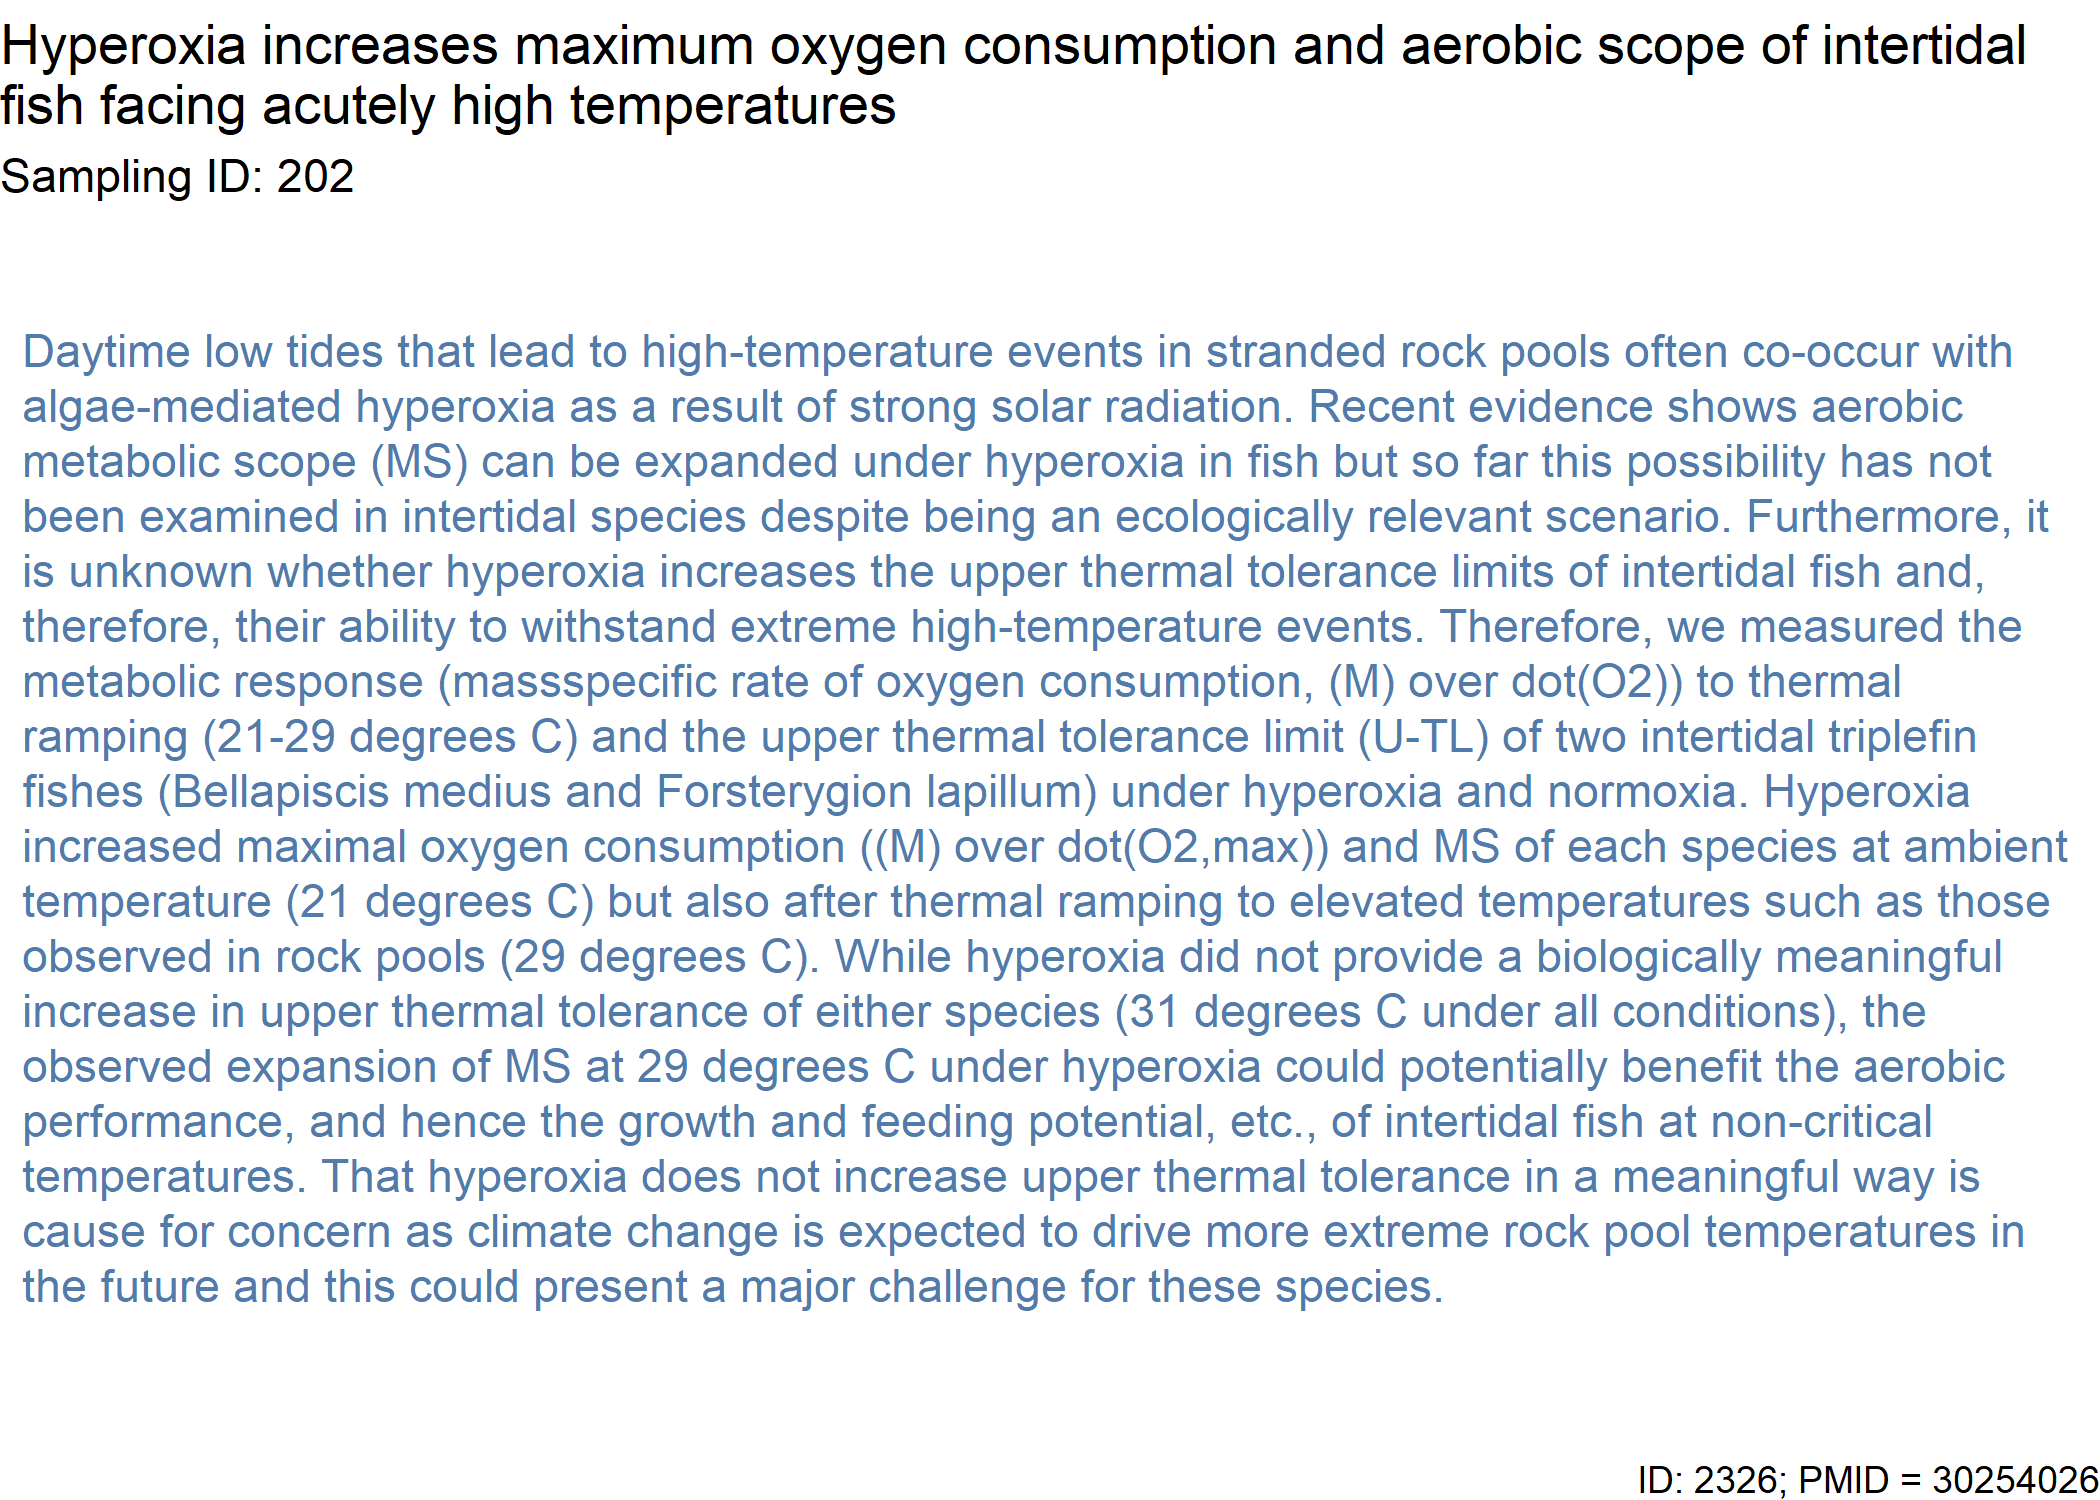 Hyperoxia increases maximum oxygen consumption and aerobic scope of intertidal
fish facing acutely high temperatures
Sampling ID: 202
Daytime low tides that lead to high-temperature events in stranded rock pools often co-occur with
algae-mediated hyperoxia as a result of strong solar radiation. Recent evidence shows aerobic
metabolic scope (MS) can be expanded under hyperoxia in fish but so far this possibility has not
been examined in intertidal species despite being an ecologically relevant scenario. Furthermore, it
is unknown whether hyperoxia increases the upper thermal tolerance limits of intertidal fish and,
therefore, their ability to withstand extreme high-temperature events. Therefore, we measured the
metabolic response (massspecific rate of oxygen consumption, (M) over dot(O2)) to thermal
ramping (21-29 degrees C) and the upper thermal tolerance limit (U-TL) of two intertidal triplefin
fishes (Bellapiscis medius and Forsterygion lapillum) under hyperoxia and normoxia. Hyperoxia
increased maximal oxygen consumption ((M) over dot(O2,max)) and MS of each species at ambient
temperature (21 degrees C) but also after thermal ramping to elevated temperatures such as those
observed in rock pools (29 degrees C). While hyperoxia did not provide a biologically meaningful
increase in upper thermal tolerance of either species (31 degrees C under all conditions), the
observed expansion of MS at 29 degrees C under hyperoxia could potentially benefit the aerobic
performance, and hence the growth and feeding potential, etc., of intertidal fish at non-critical
temperatures. That hyperoxia does not increase upper thermal tolerance in a meaningful way is
cause for concern as climate change is expected to drive more extreme rock pool temperatures in
the future and this could present a major challenge for these species.
ID: 2326; PMID = 30254026